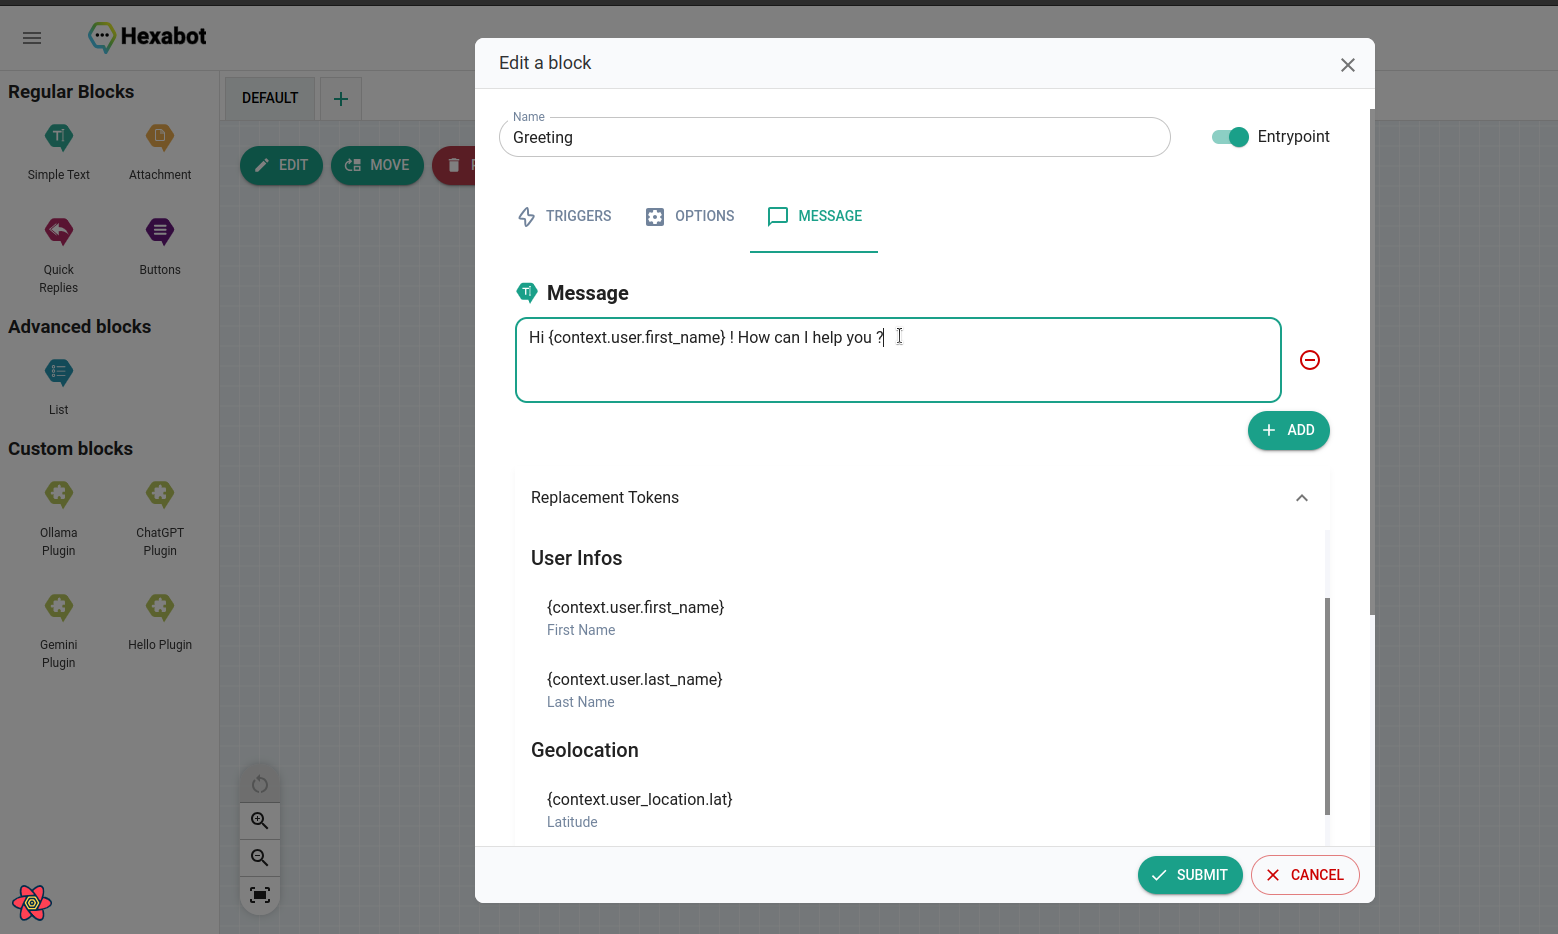 Hexabot
Regular Blocks
Simple Text
Attachment
Quick
Replies
Buttons
Advanced blocks
List
Custom blocks
Ollama
Plugin
ChatGPT
Plugin
Gemini
Plugin
Hello Plugin
DEFAULT
EDIT
MOVE
Edit a block
Name
Greeting
Entrypoint
TRIGGERS
OPTIONS
MESSAGE
Message
Hi {context.user.first_name} ! How can I help you ?
ADD
Replacement Tokens
User Infos
{context.user.first_name}
First Name
{context.user.last_name}
Last Name
Geolocation
{context.user_location.lat}
Latitude
SUBMIT
CANCEL